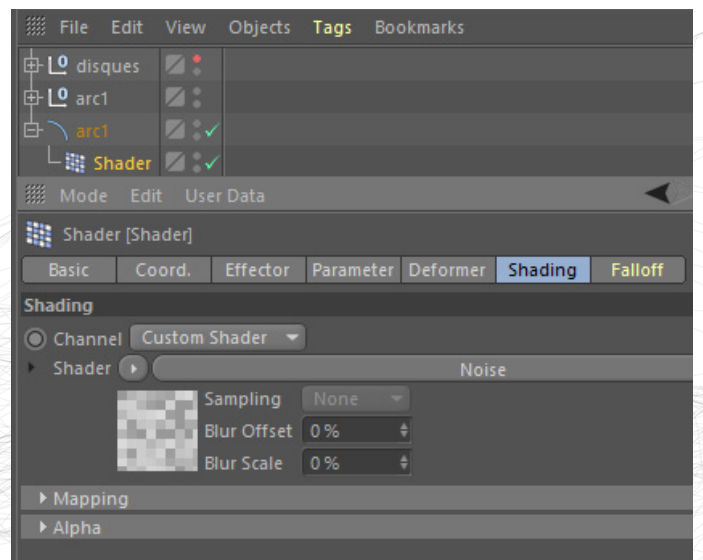 File Edit View Objects Tags Bookmarks
disques
arc1
arc1
Shader
Mode Edit User Data
Shader [Shader]
Basic Coord. Effector Parameter Deformer Shading Falloff
Shading
Channel Custom Shader
Shader Noise
Sampling None
Blur Offset 0 %
Blur Scale 0 %
Mapping
Alpha